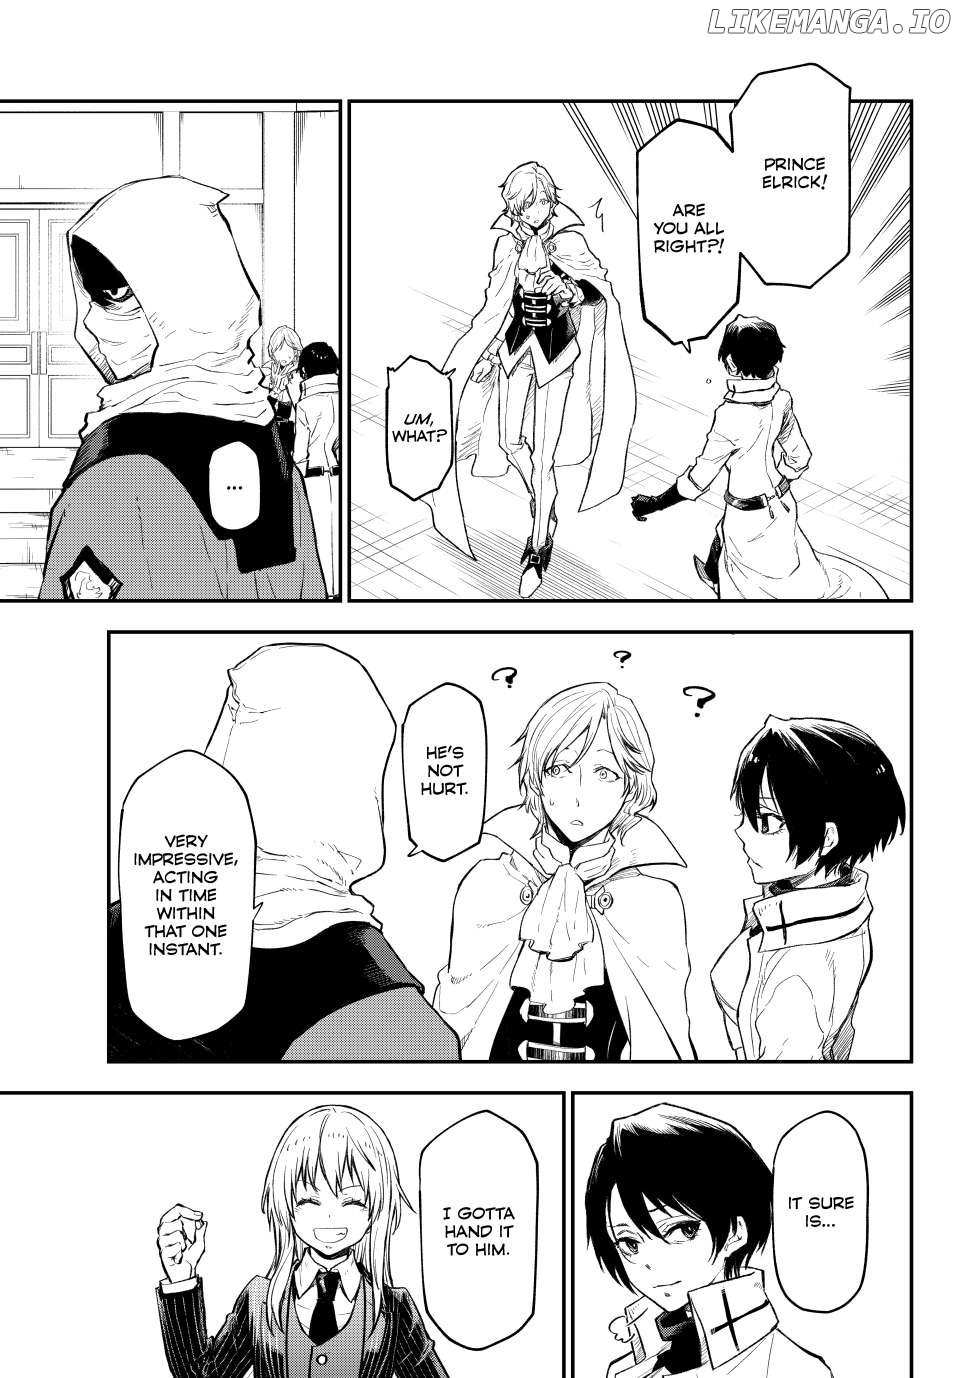 LIKEMANGA.IO
PRINCE
ELRICK!
ARE
YOU ALL
RIGHT?!
UM,
WHAT?
...
HE'S
NOT
HURT.
VERY
IMPRESSIVE,
ACTING
IN TIME
WITHIN
THAT ONE
INSTANT.
? ? ?
IT SURE
IS...
I GOTTA
HAND IT
TO HIM.